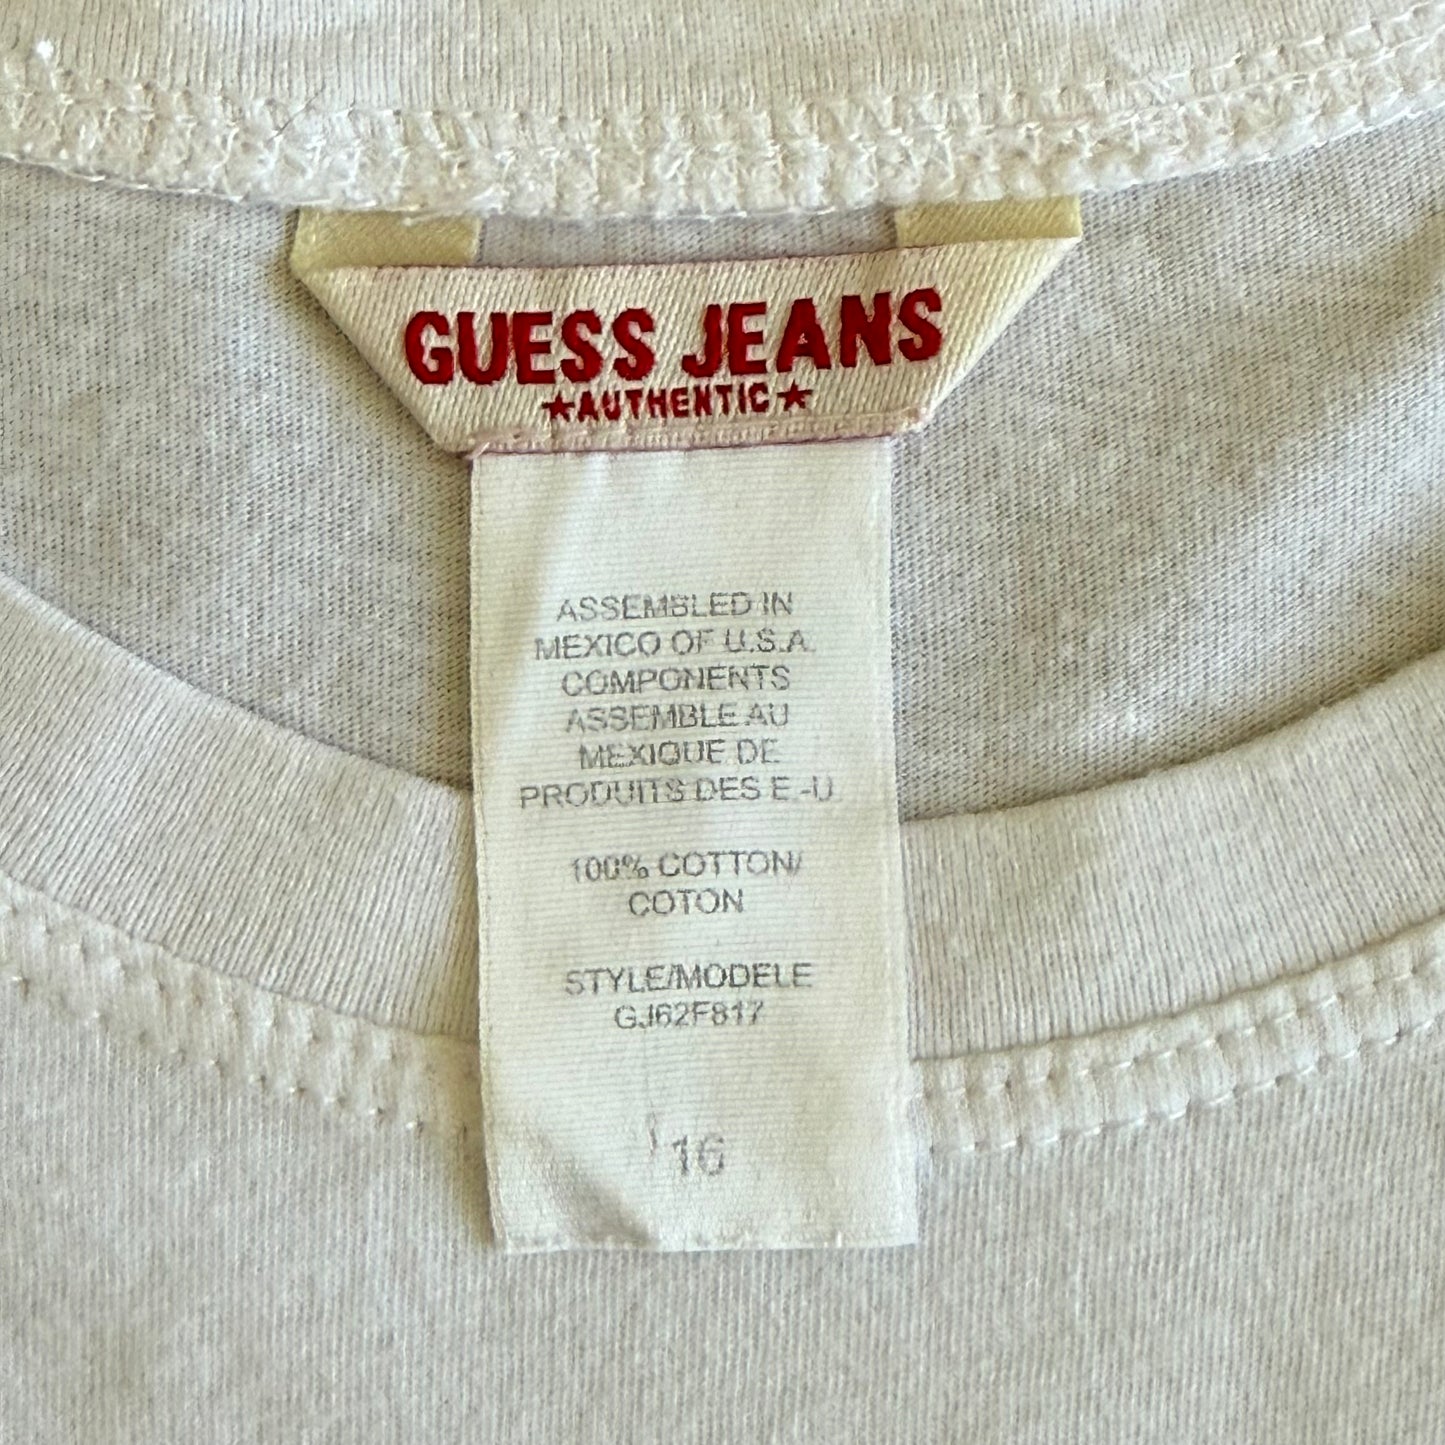 GUESS JEANS
★AUTHENTIC★
ASSEMBLED IN
MEXICO OF U.S.A.
COMPONENTS
ASSEMBLE AU
MEXIQUE DE
PRODUITS DES E.-U.
100% COTTON/
COTON
STYLE/MODELE
GJ62F817
16